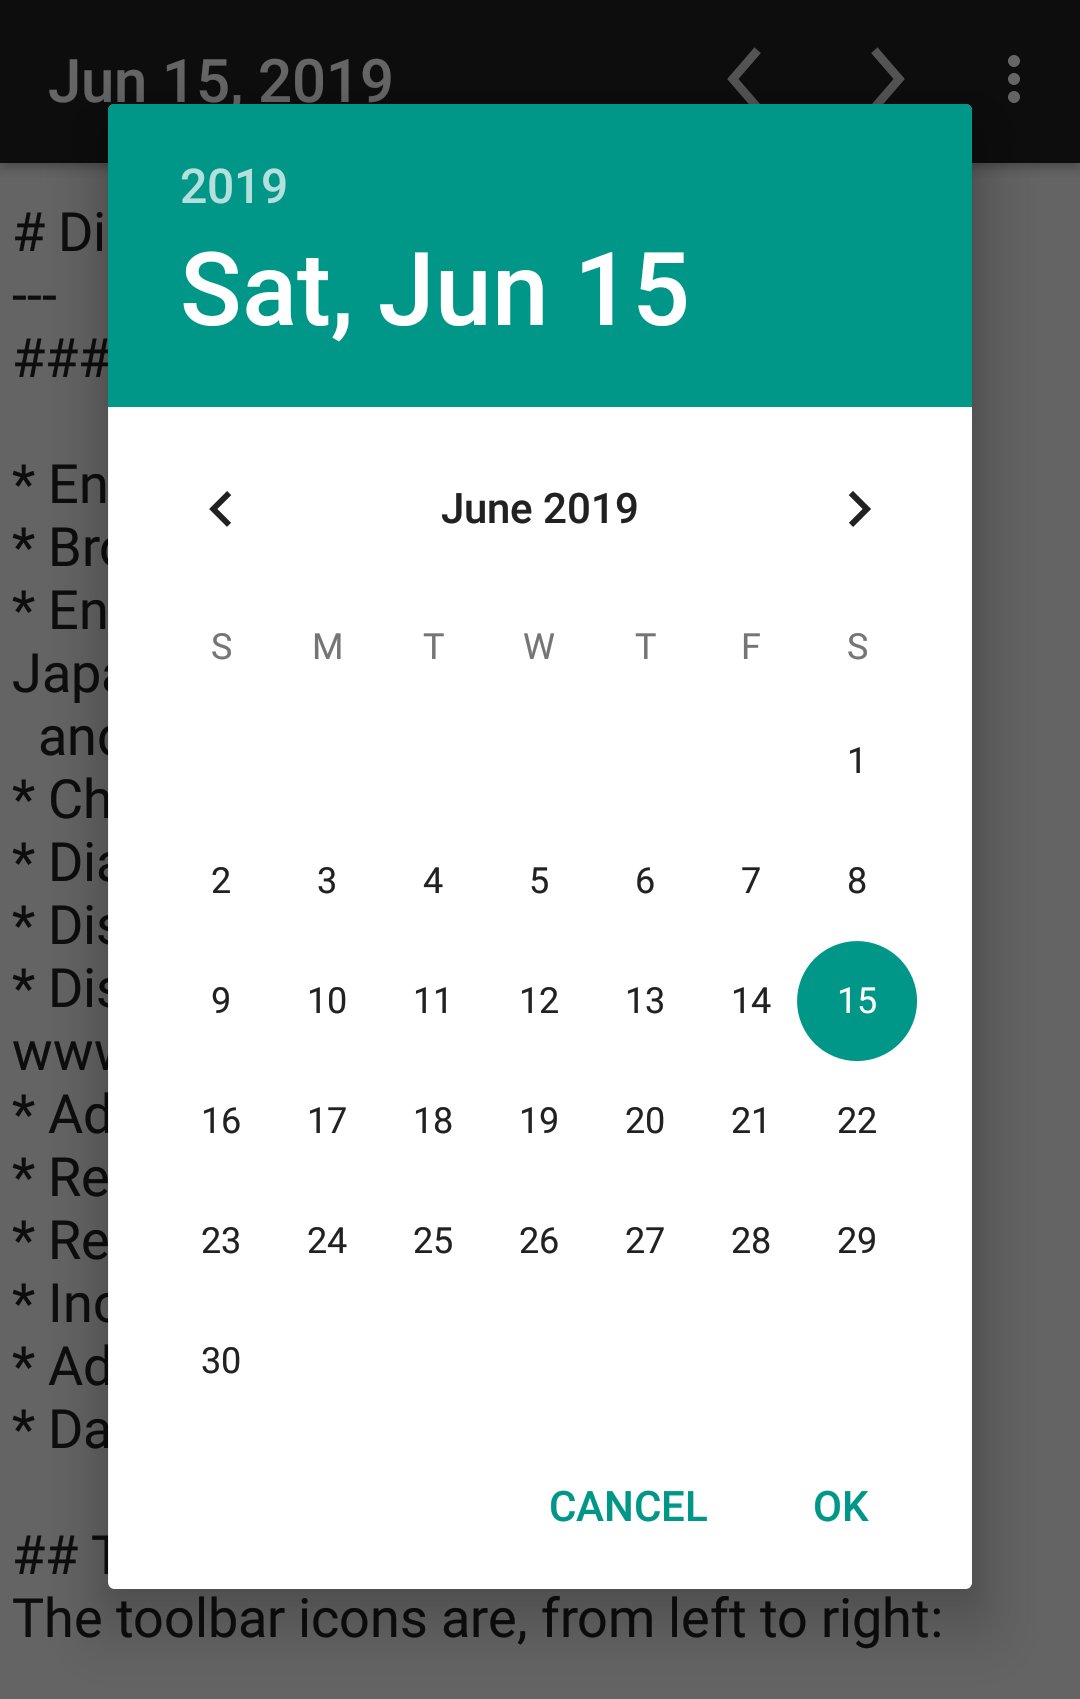 Jun 15, 2019
2019
Sat, Jun 15
June 2019
S M T W T F S
1
2 3 4 5 6 7 8
9 10 11 12 13 14 15
16 17 18 19 20 21 22
23 24 25 26 27 28 29
30
CANCEL OK
# Di
---
###
* En
* Br
* En
Jap
an
* Ch
* Di
* Di
* Di
ww
* Ad
* Re
* Re
* In
* Ad
* Da
##
The toolbar icons are, from left to right: